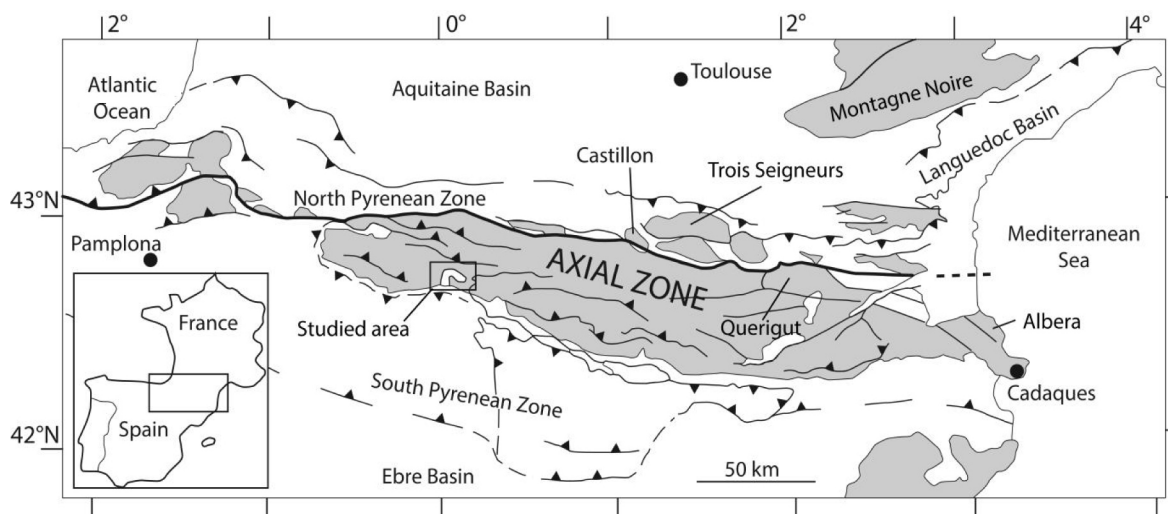 2°
0°
2°
4°
Atlantic
Ocean
Aquitaine Basin
Toulouse
Montagne Noire
Languedoc Basin
Castillon
Trois Seigneurs
43°N
North Pyrenean Zone
Pamplona
AXIAL ZONE
Mediterranean
Sea
Studied area
Querigut
Albera
France
Spain
South Pyrenean Zone
Cadaques
42°N
Ebre Basin
50 km